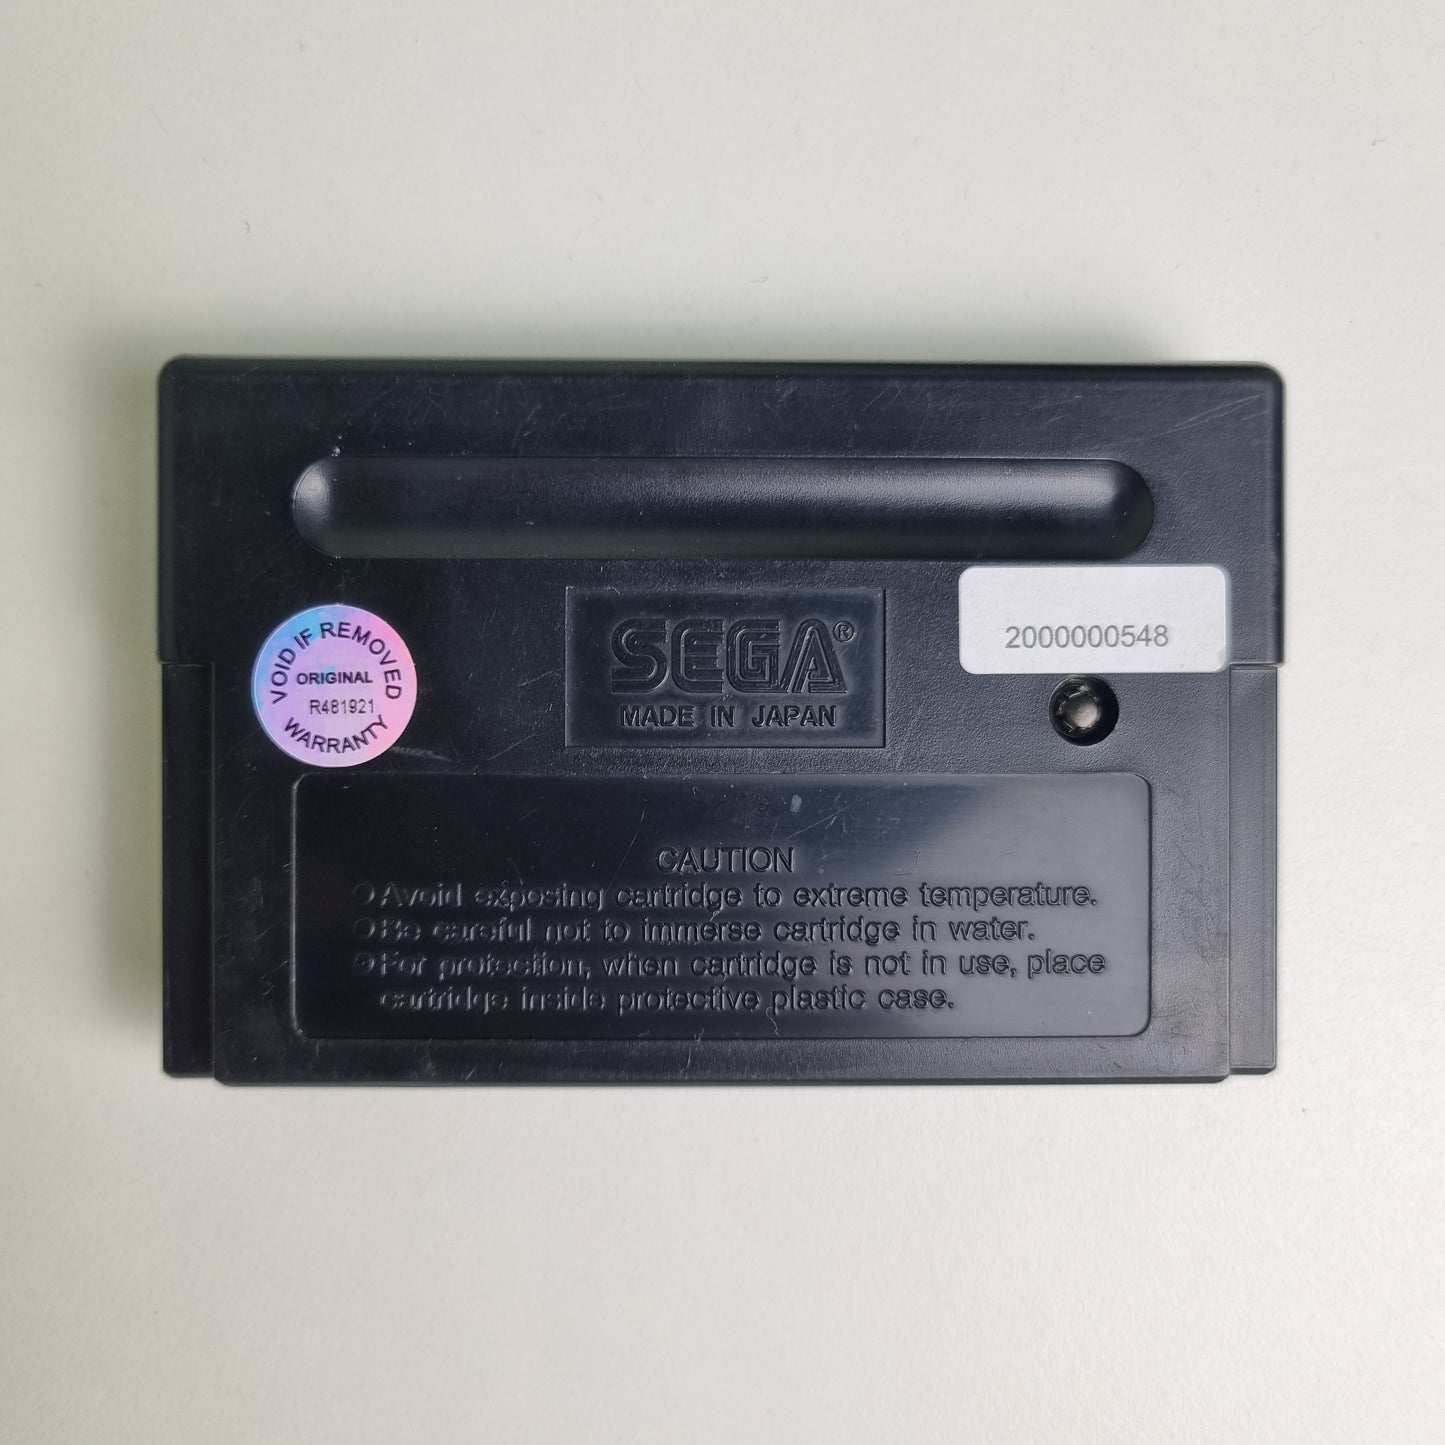 SEGA®
MADE IN JAPAN
2000000548
VOID IF REMOVED
ORIGINAL
R481921
WARRANTY
CAUTION
●Avoid exposing cartridge to extreme temperature.
●Be careful not to immerse cartridge in water.
●For protection, when cartridge is not in use, place
cartridge inside protective plastic case.